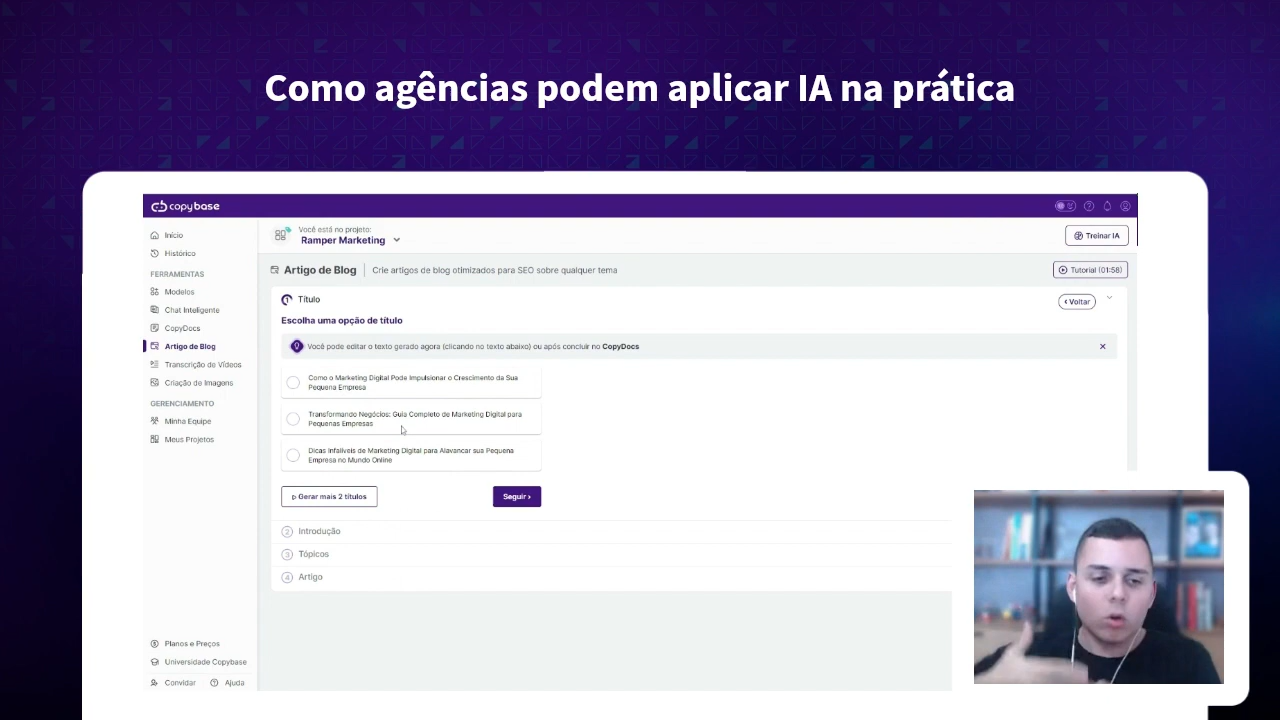 Como agências podem aplicar IA na prática
copybase
Você está no projeto:
Ramper Marketing
Treinar IA
Início
Histórico
FERRAMENTAS
Modelos
Chat Inteligente
CopyDocs
Artigo de Blog
Transcrição de Vídeos
Criação de Imagens
GERENCIAMENTO
Minha Equipe
Meus Projetos
Planos e Preços
Universidade Copybase
Convidar
Ajuda
Artigo de Blog
Crie artigos de blog otimizados para SEO sobre qualquer tema
Tutorial (01:58)
1 Título
Voltar
Escolha uma opção de título
Você pode editar o texto gerado agora (clicando no texto abaixo) ou após concluir no CopyDocs
Como o Marketing Digital Pode Impulsionar o Crescimento da Sua
Pequena Empresa
Transformando Negócios: Guia Completo de Marketing Digital para
Pequenas Empresas
Dicas Infalíveis de Marketing Digital para Alavancar sua Pequena
Empresa no Mundo Online
Gerar mais 2 títulos
Seguir
2 Introdução
3 Tópicos
4 Artigo